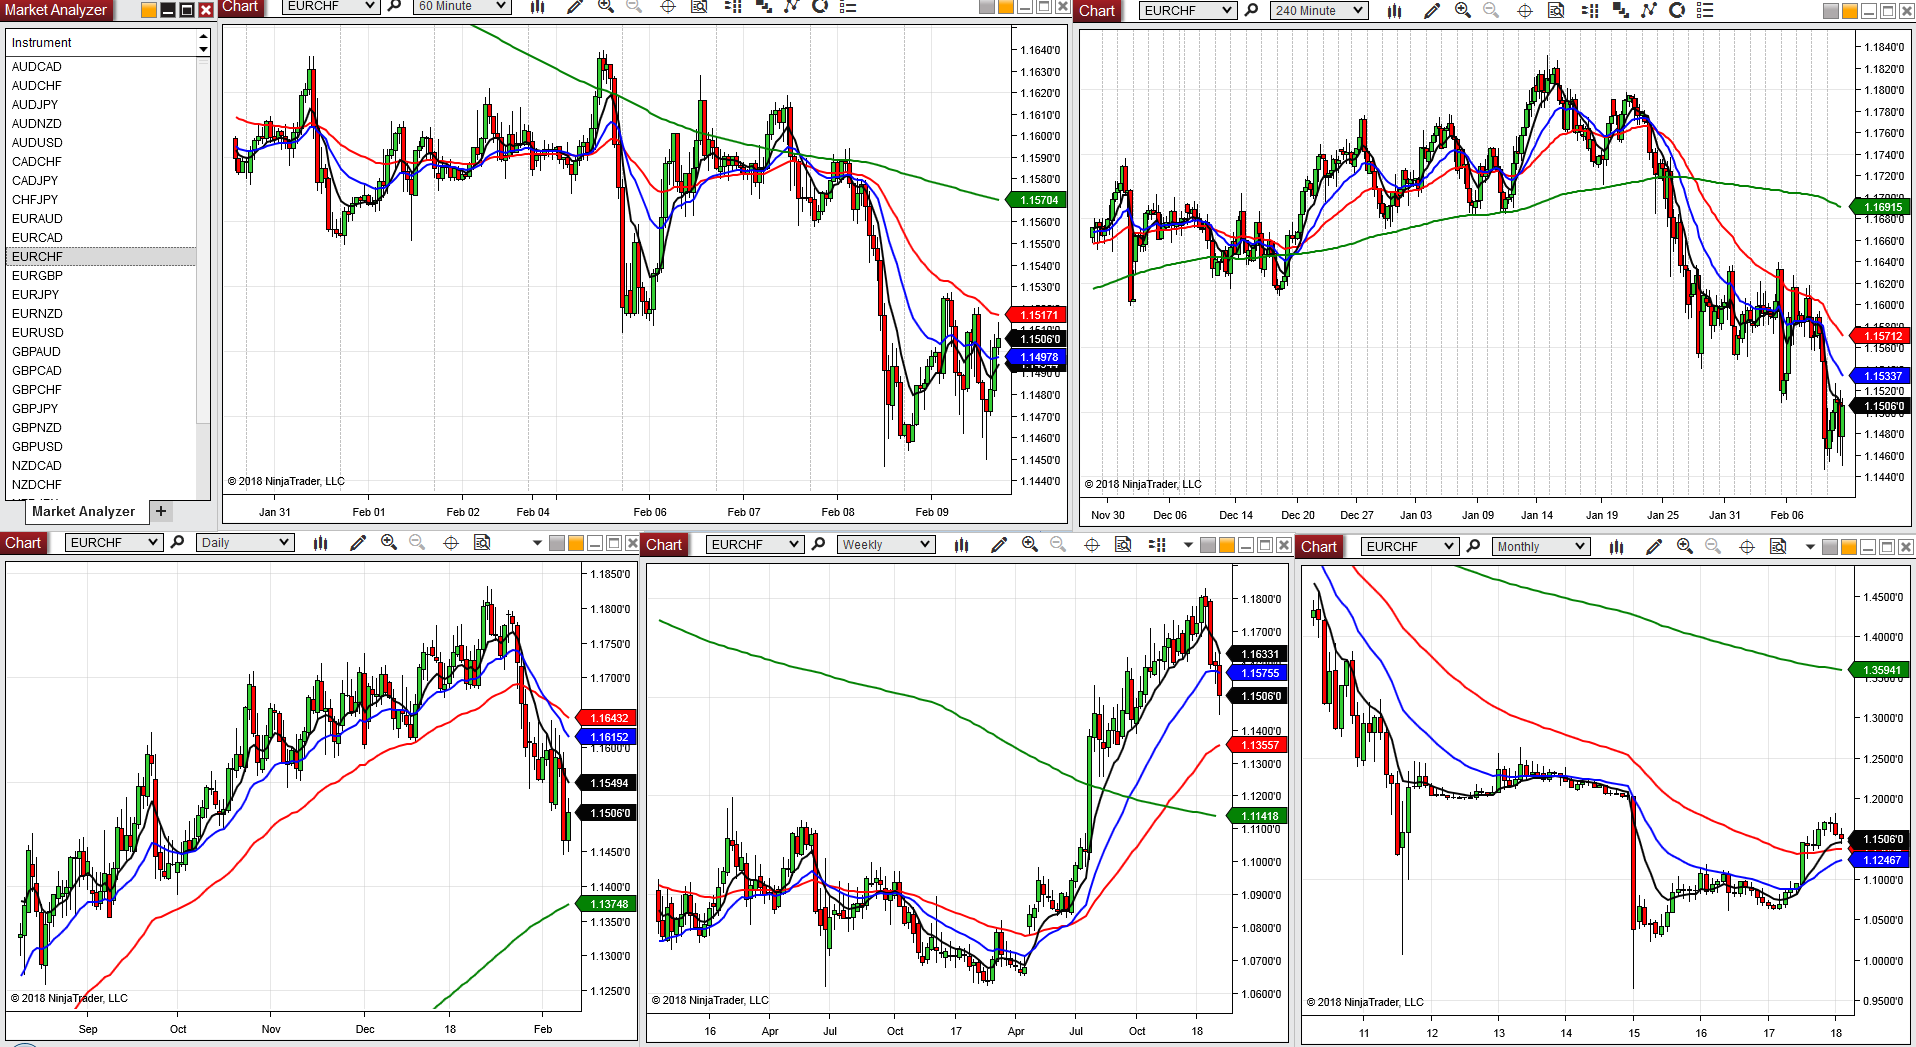 Market Analyzer
Instrument
AUDCAD
AUDCHF
AUDJPY
AUDNZD
AUDUSD
CADCHF
CADJPY
CHFJPY
EURAUD
EURCAD
EURCHF
EURGBP
EURJPY
EURNZD
EURUSD
GBPAUD
GBPCAD
GBPCHF
GBPJPY
GBPNZD
GBPUSD
NZDCAD
NZDCHF
Market Analyzer +
Chart EURCHF 60 Minute
1.1640'0
1.1630'0
1.1620'0
1.1610'0
1.1600'0
1.1590'0
1.1580'0
1.15704
1.1560'0
1.1550'0
1.1540'0
1.1530'0
1.15171
1.1506'0
1.14978
1.1480'0
1.1470'0
1.1460'0
1.1450'0
1.1440'0
© 2018 NinjaTrader, LLC
Jan 31 Feb 01 Feb 02 Feb 04 Feb 06 Feb 07 Feb 08 Feb 09
Chart EURCHF 240 Minute
1.1840'0
1.1820'0
1.1800'0
1.1780'0
1.1760'0
1.1740'0
1.1720'0
1.16915
1.1680'0
1.1660'0
1.1640'0
1.1620'0
1.1600'0
1.15712
1.1560'0
1.15337
1.1520'0
1.1506'0
1.1480'0
1.1460'0
1.1440'0
© 2018 NinjaTrader, LLC
Nov 30 Dec 06 Dec 14 Dec 20 Dec 27 Jan 03 Jan 09 Jan 14 Jan 19 Jan 25 Jan 31 Feb 06
Chart EURCHF Daily
1.1850'0
1.1800'0
1.1750'0
1.1700'0
1.16432
1.16152
1.1600'0
1.15494
1.1506'0
1.1450'0
1.1400'0
1.13748
1.1350'0
1.1300'0
1.1250'0
© 2018 NinjaTrader, LLC
Sep Oct Nov Dec 18 Feb
Chart EURCHF Weekly
1.1800'0
1.1700'0
1.16331
1.15755
1.1506'0
1.1400'0
1.13557
1.1300'0
1.1200'0
1.11418
1.1100'0
1.1000'0
1.0900'0
1.0800'0
1.0700'0
1.0600'0
© 2018 NinjaTrader, LLC
16 Apr Jul Oct 17 Apr Jul Oct 18
Chart EURCHF Monthly
1.4500'0
1.4000'0
1.35941
1.3500'0
1.3000'0
1.2500'0
1.2000'0
1.1506'0
1.12467
1.1000'0
1.0500'0
1.0000'0
0.9500'0
© 2018 NinjaTrader, LLC
11 12 13 14 15 16 17 18